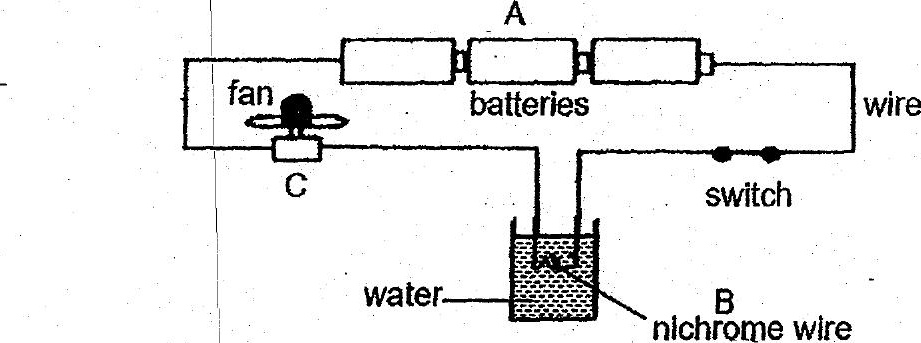 A
fan
batteries
wire
C
switch
water
B
nichrome wire